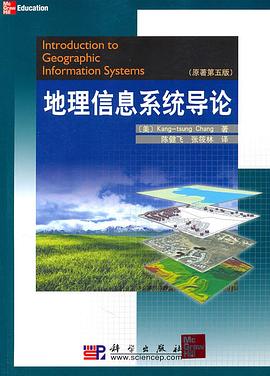 Mc Graw Hill Education
Introduction to
Geographic
Information Systems
(原著第五版)
地理信息系统导论
(美) Kang-tsung Chang 著
陈健飞 张筱林 译
科学出版社
www.sciencep.com
Mc
Graw
Hill